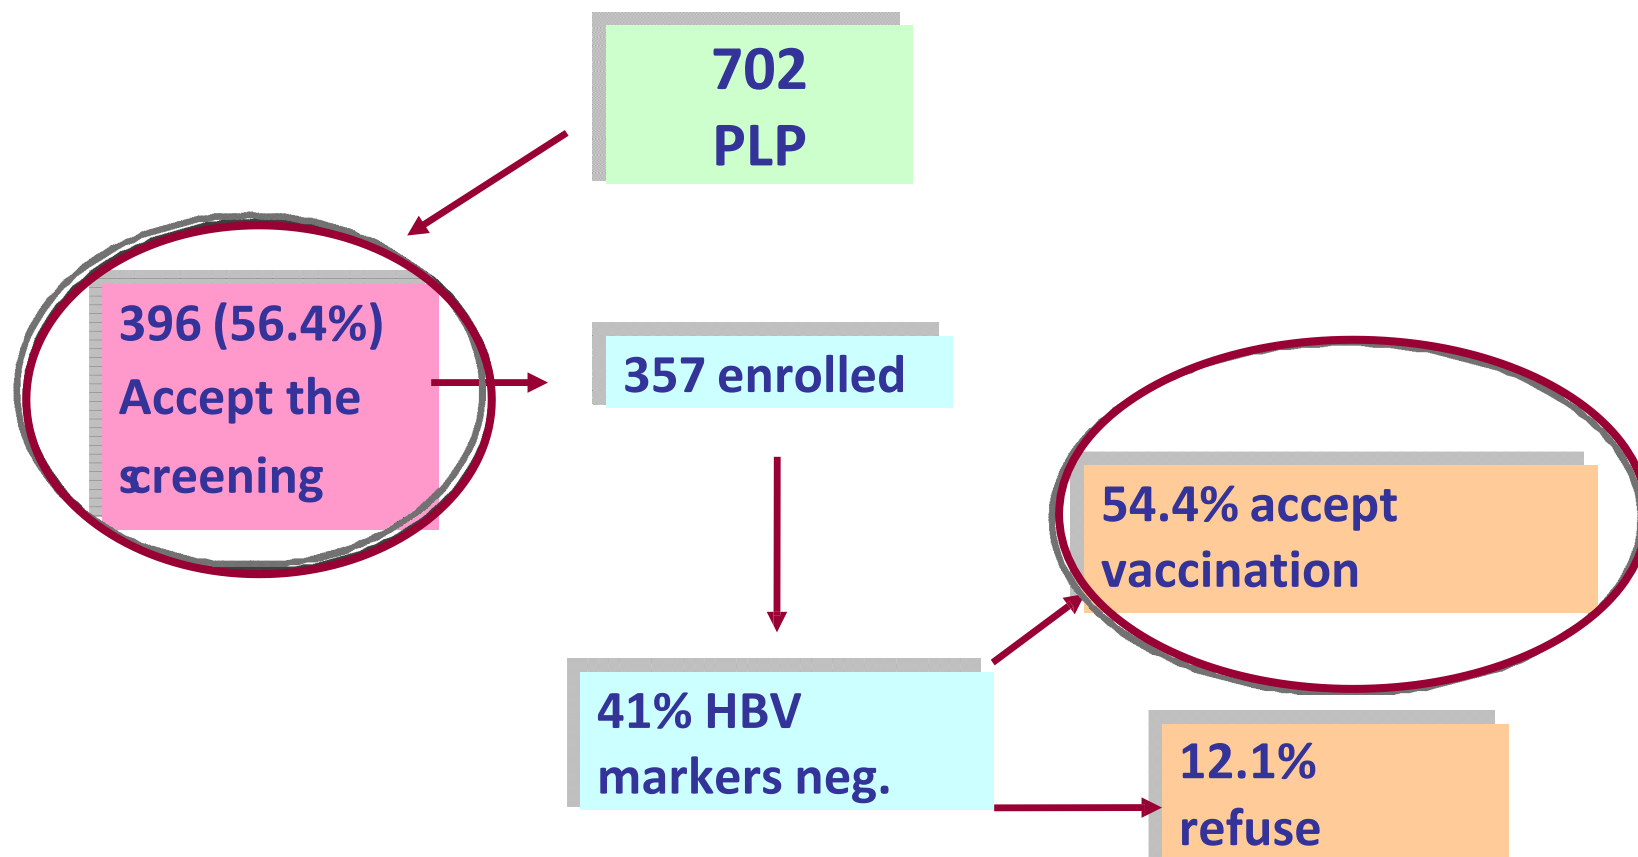 702
PLP
396 (56.4%)
Accept the
screening
357 enrolled
54.4% accept
vaccination
41% HBV
markers neg.
12.1%
refuse